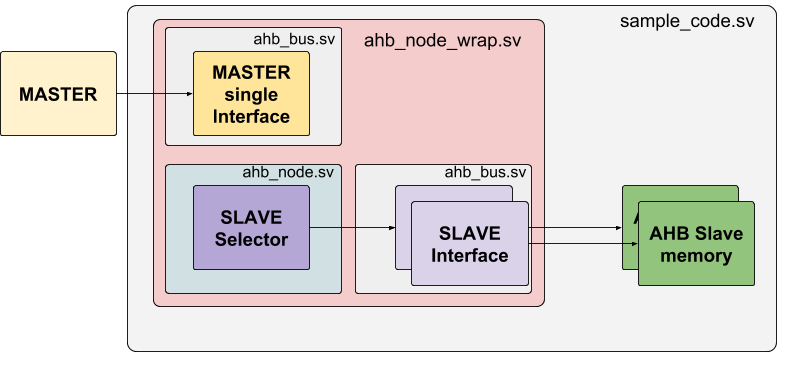 sample_code.sv
ahb_bus.sv
ahb_node_wrap.sv
MASTER
MASTER
single
Interface
ahb_node.sv
ahb_bus.sv
SLAVE
Selector
SLAVE
Interface
A
AHB Slave
memory